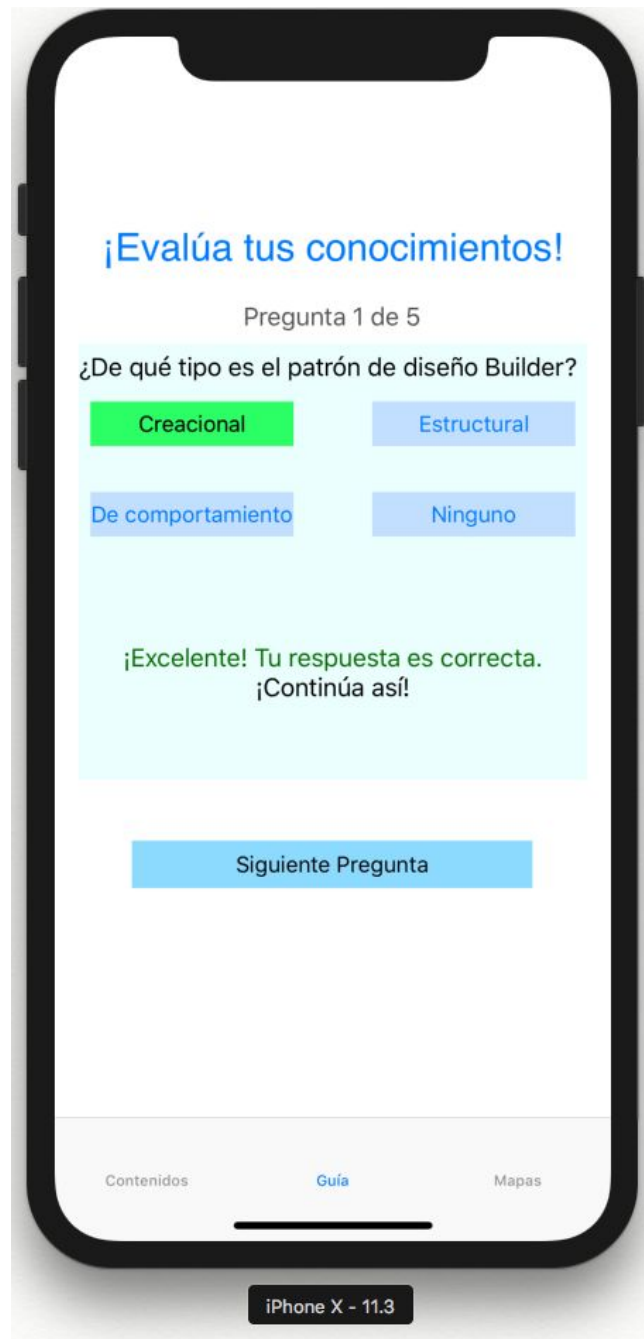 ¡Evalúa tus conocimientos!
Pregunta 1 de 5
¿De qué tipo es el patrón de diseño Builder?
Creacional
Estructural
De comportamiento
Ninguno
¡Excelente! Tu respuesta es correcta.
¡Continúa así!
Siguiente Pregunta
Contenidos
Guía
Mapas
iPhone X - 11.3